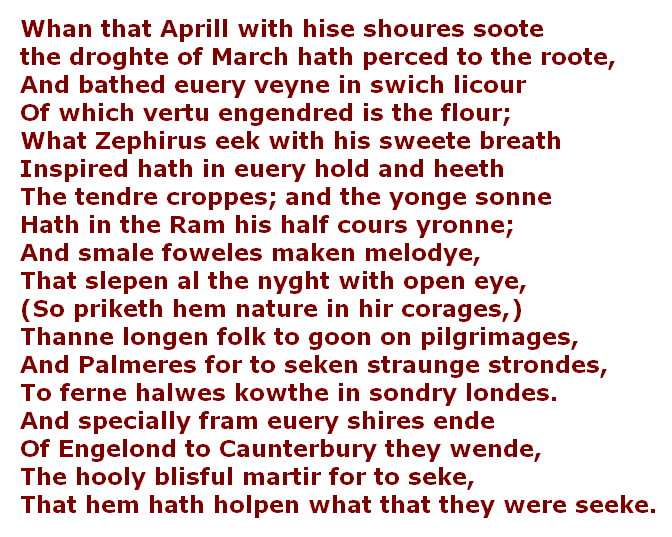 Whan that Aprill with hise shoures soote
the droghte of March hath perced to the roote,
And bathed euery veyne in swich licour
Of which vertu engendred is the flour;
What Zephirus eek with his sweete breath
Inspired hath in euery hold and heeth
The tendre croppes; and the yonge sonne
Hath in the Ram his half cours yronne;
And smale foweles maken melodye,
That slepen al the nyght with open eye,
(So priketh hem nature in hir corages,)
Thanne longen folk to goon on pilgrimages,
And Palmeres for to seken straunge strondes,
To ferne halwes kowthe in sondry londes.
And specially fram euery shires ende
Of Engelond to Caunterbury they wende,
The hooly blisful martir for to seke,
That hem hath holpen what that they were seeke.